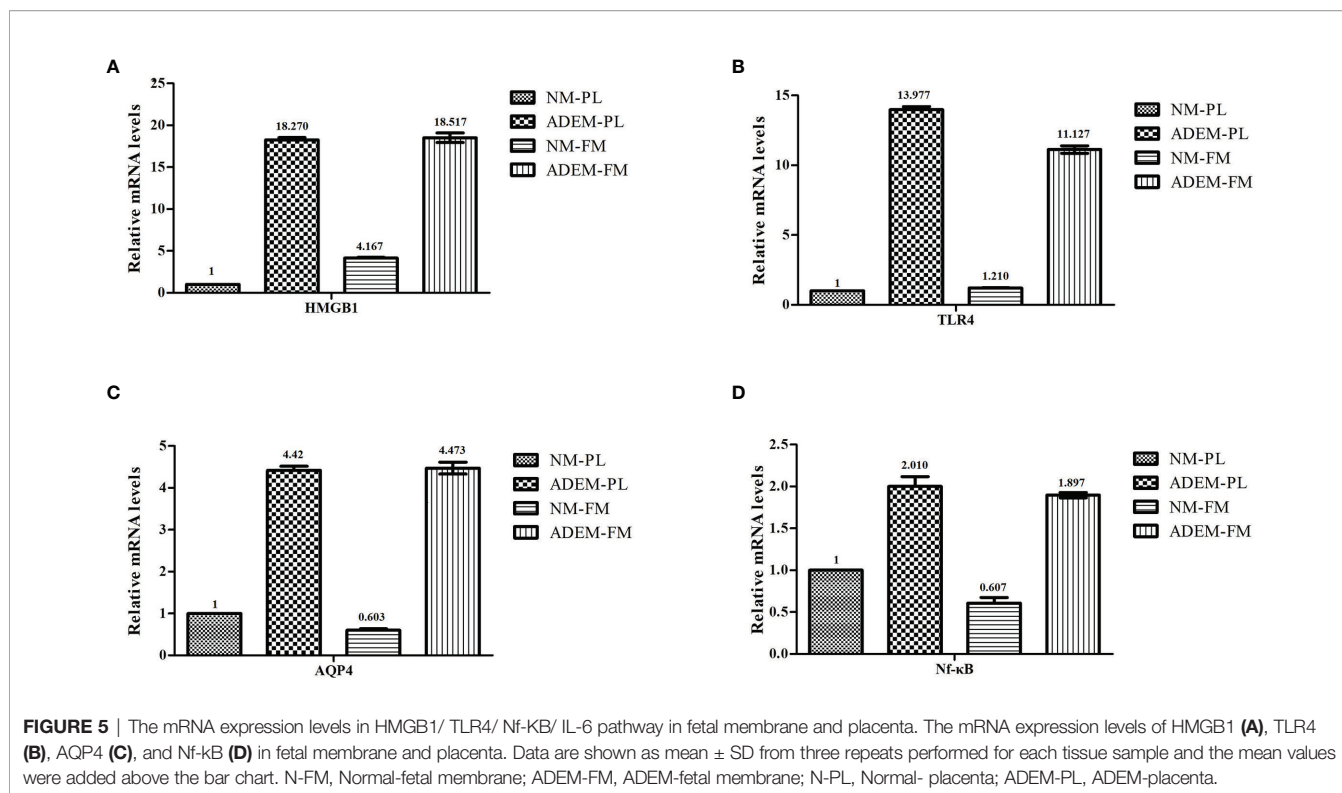 A
Relative mRNA levels
25
20
15
10
5
0
1
18.270
4.167
18.517
HMGB1
NM-PL
ADEM-PL
NM-FM
ADEM-FM
B
Relative mRNA levels
15
10
5
0
1
13.977
1.210
11.127
TLR4
NM-PL
ADEM-PL
NM-FM
ADEM-FM
C
Relative mRNA levels
5
4
3
2
1
0
1
4.42
0.603
4.473
AQP4
NM-PL
ADEM-PL
NM-FM
ADEM-FM
D
Relative mRNA levels
2.5
2.0
1.5
1.0
0.5
0.0
1
2.010
0.607
1.897
Nf-κB
NM-PL
ADEM-PL
NM-FM
ADEM-FM
FIGURE 5 | The mRNA expression levels in HMGB1/ TLR4/ Nf-KB/ IL-6 pathway in fetal membrane and placenta. The mRNA expression levels of HMGB1 (A), TLR4
(B), AQP4 (C), and Nf-kB (D) in fetal membrane and placenta. Data are shown as mean ± SD from three repeats performed for each tissue sample and the mean values
were added above the bar chart. N-FM, Normal-fetal membrane; ADEM-FM, ADEM-fetal membrane; N-PL, Normal- placenta; ADEM-PL, ADEM-placenta.